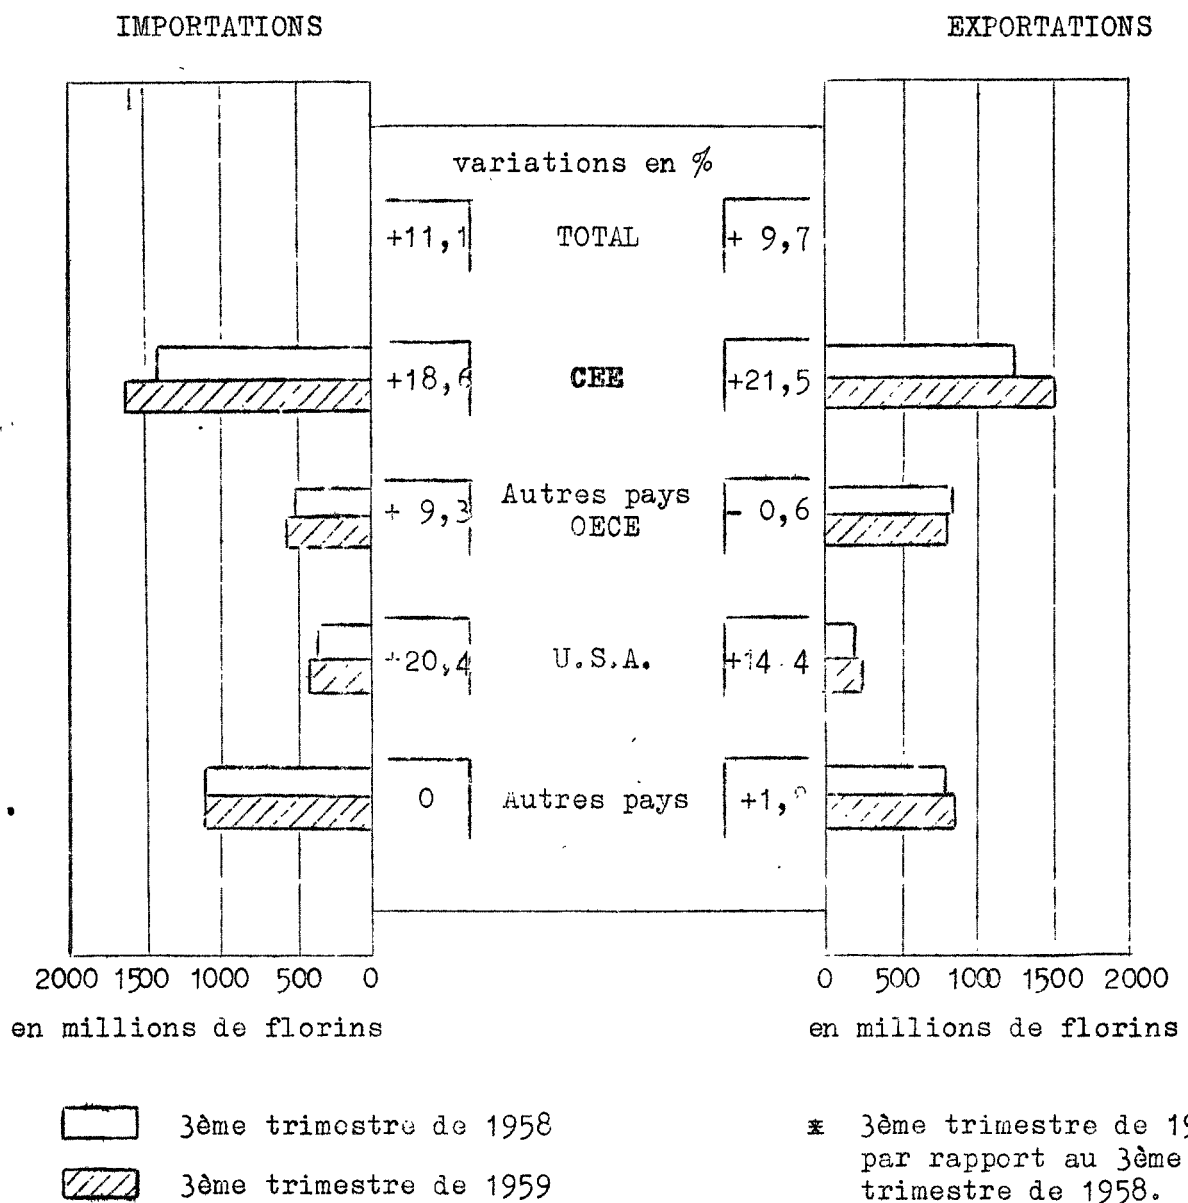 IMPORTATIONS EXPORTATIONS
variations en %
+11,1 TOTAL + 9,7
+18,6 CEE +21,5
+ 9,3 Autres pays OECE - 0,6
+20,4 U.S.A. +14 4
0 Autres pays
2000 1500 1000 500 0 0 500 1000 1500 2000
en millions de florins en millions de florins
3ème trimestre de 1958
3ème trimestre de 1959
* 3ème trimestre de
par rapport au 3ème
trimestre de 1958.